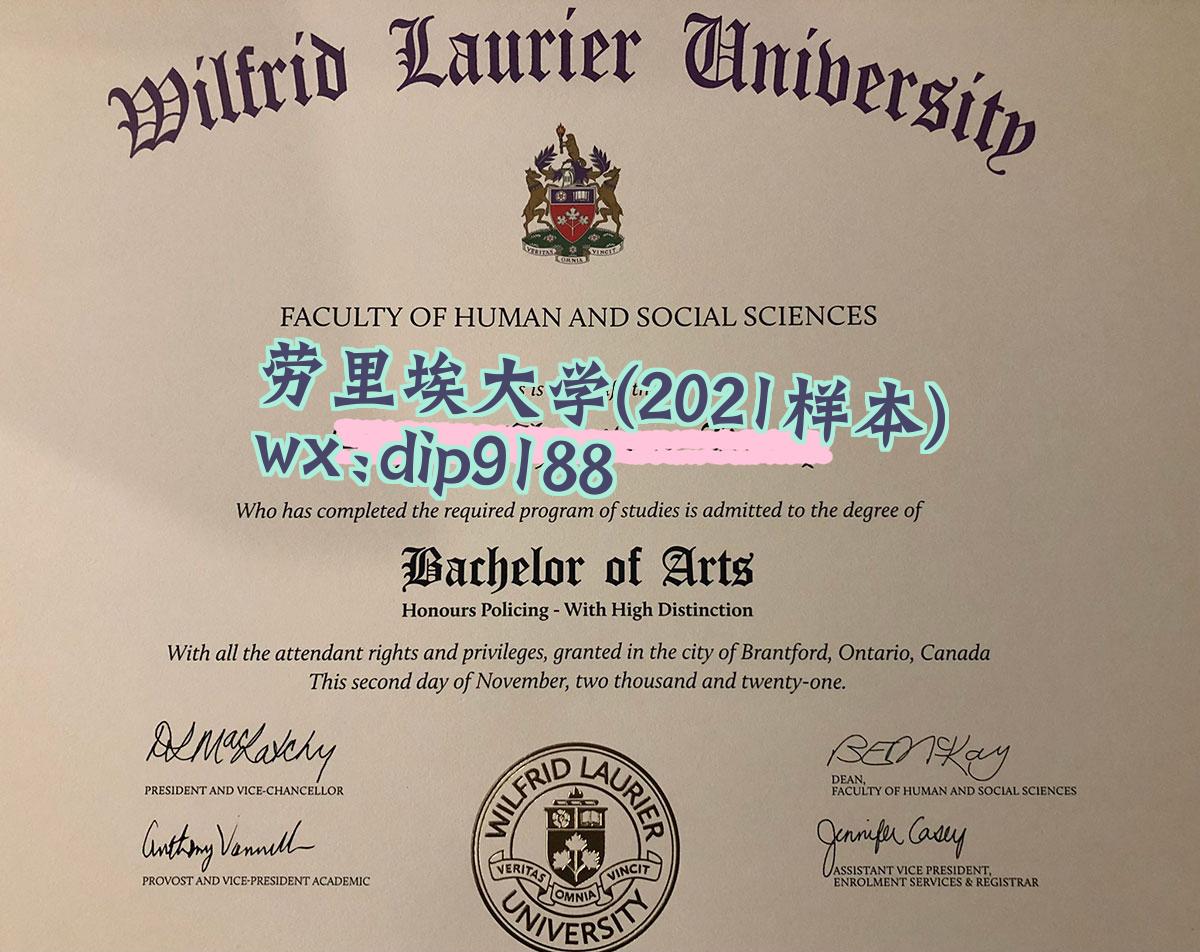 Wilfrid Laurier University
VERITAS OMNIA VINCIT
FACULTY OF HUMAN AND SOCIAL SCIENCES
劳里埃大学(2021样本)
wx:dip9188
Who has completed the required program of studies is admitted to the degree of
Bachelor of Arts
Honours Policing - With High Distinction
With all the attendant rights and privileges, granted in the city of Brantford, Ontario, Canada
This second day of November, two thousand and twenty-one.
PRESIDENT AND VICE-CHANCELLOR
DEAN,
FACULTY OF HUMAN AND SOCIAL SCIENCES
Jennifer Casey
PROVOST AND VICE-PRESIDENT ACADEMIC
ASSISTANT VICE PRESIDENT,
ENROLMENT SERVICES & REGISTRAR
WILFRID LAURIER
VERITAS OMNIA VINCIT
UNIVERSITY